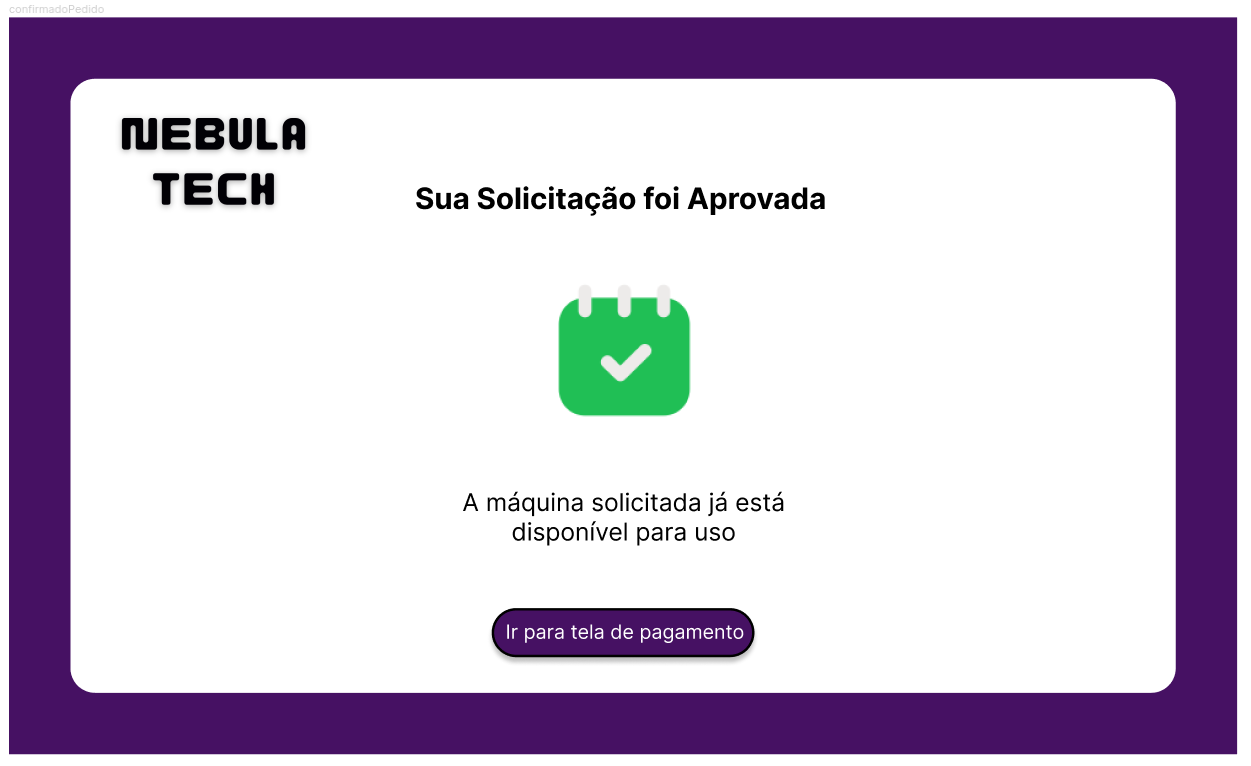 confirmadoPedido
NEBULA
TECH
Sua Solicitação foi Aprovada
A máquina solicitada já está
disponível para uso
Ir para tela de pagamento